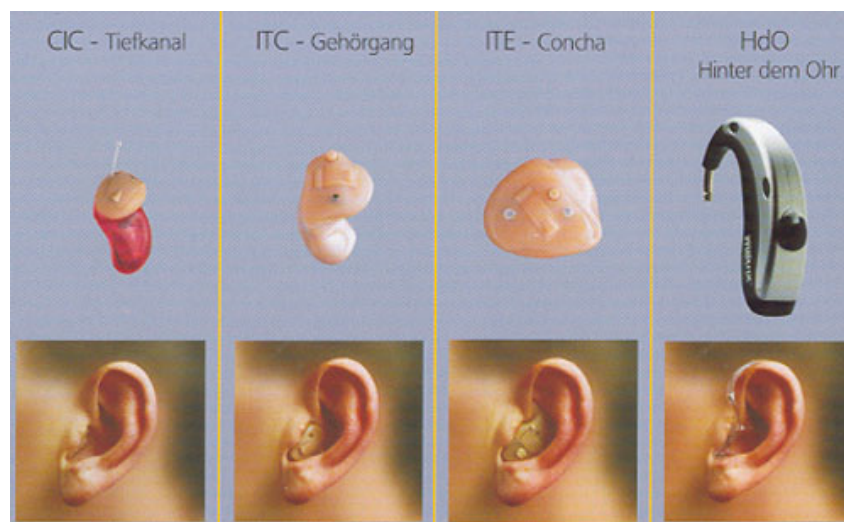 CIC - Tiefkanal
ITC - Gehörgang
ITE - Concha
HdO
Hinter dem Ohr